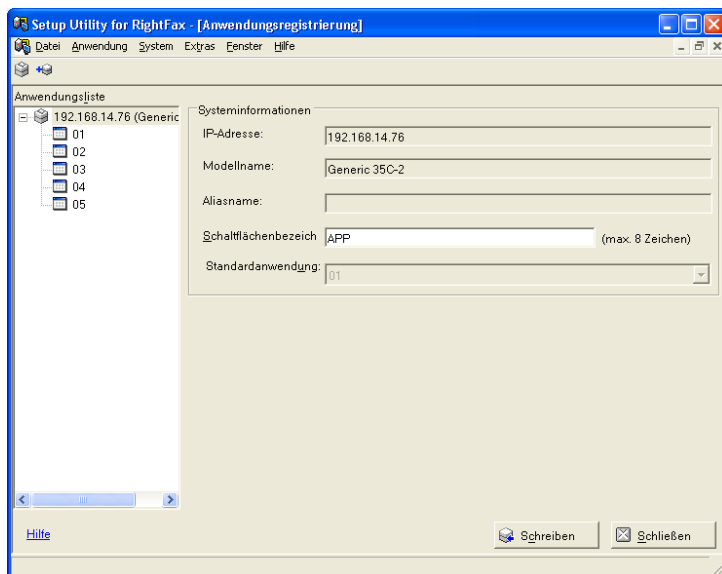 Setup Utility for RightFax - [Anwendungsregistrierung]
Datei Anwendung System Extras Fenster Hilfe
Anwendungsliste
192.168.14.76 (Generic
01
02
03
04
05
Systeminformationen
IP-Adresse: 192.168.14.76
Modellname: Generic 35C-2
Aliasname:
Schaltflächenbezeich APP (max. 8 Zeichen)
Standardanwendung: 01
Hilfe Schreiben Schließen